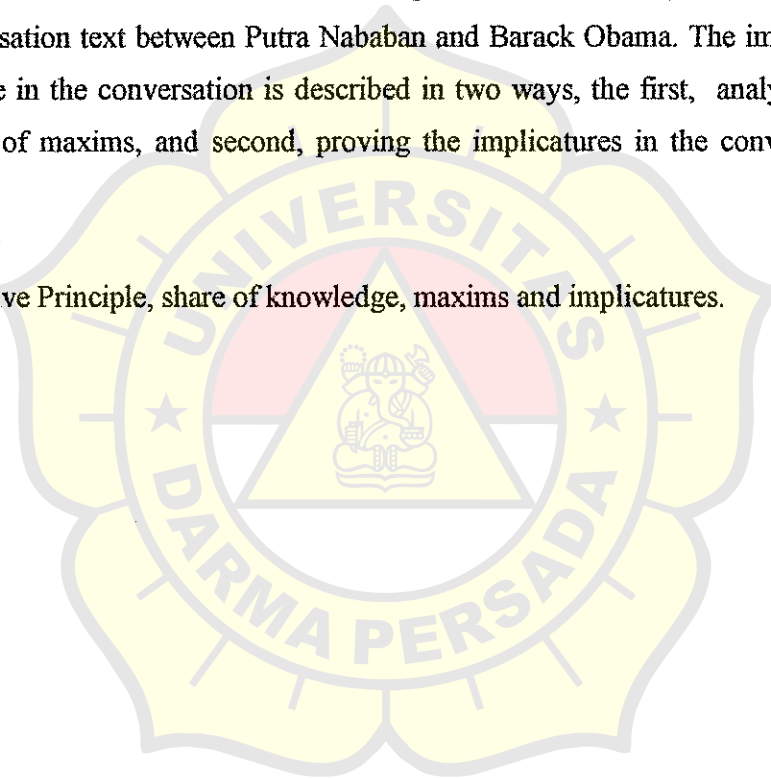 sation text between Putra Nababan and Barack Obama. The im
e in the conversation is described in two ways, the first, analy
of maxims, and second, proving the implicatures in the conv
ve Principle, share of knowledge, maxims and implicatures.
UNIVERSITAS
DARMA PERSADA